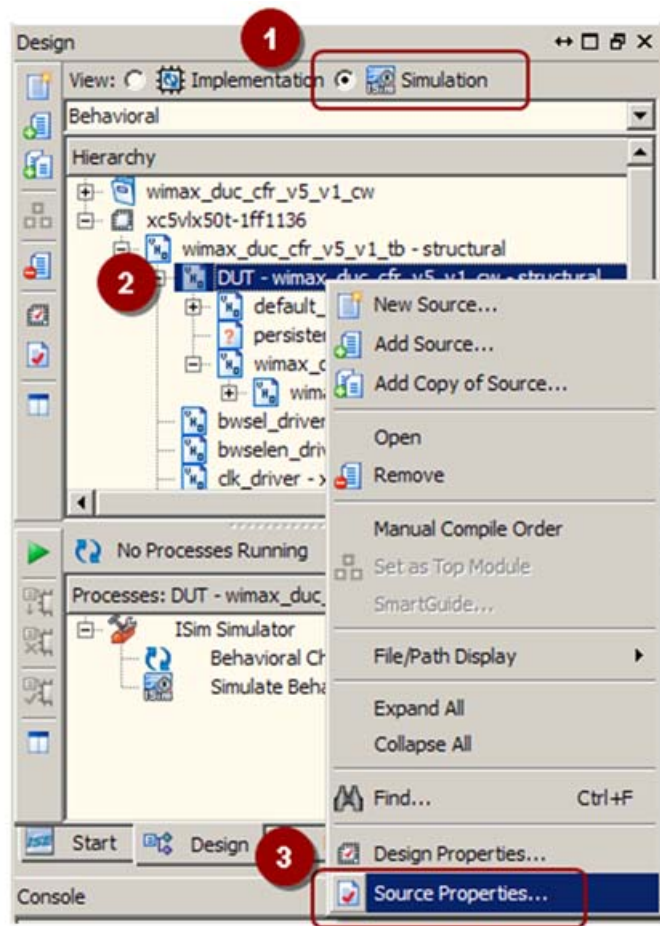 Design
1
View: Implementation Simulation
Behavioral
Hierarchy
wimax_duc_cfr_v5_v1_cw
xc5vlx50t-1ff1136
wimax_duc_cfr_v5_v1_tb - structural
2
DUT - wimax_duc_cfr_v5_v1_cw - structural
default_
persister
wimax_c
wima
bwsel_driver
bwselen_driv
clk_driver - x
New Source...
Add Source...
Add Copy of Source...
Open
Remove
Manual Compile Order
Set as Top Module
SmartGuide...
File/Path Display
Expand All
Collapse All
Find... Ctrl+F
Design Properties...
Source Properties...
No Processes Running
Processes: DUT - wimax_duc_
ISim Simulator
Behavioral Ch
Simulate Beha
Start Design
3
Console